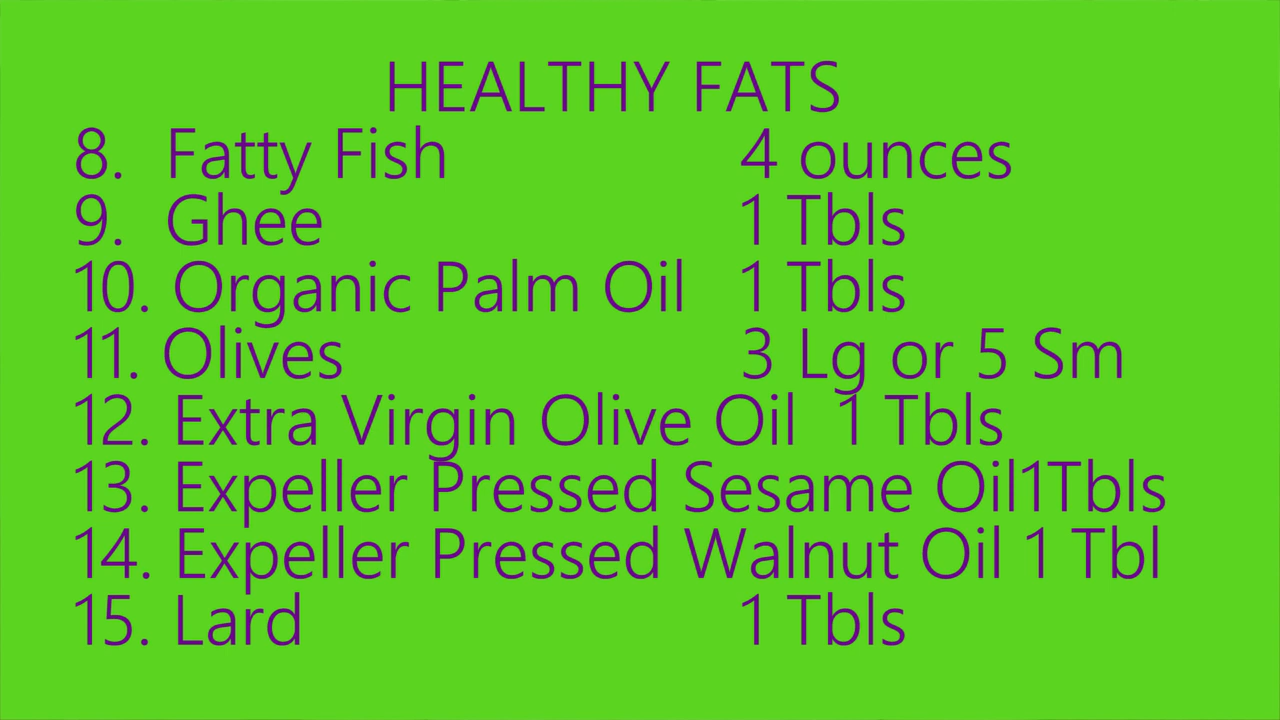 HEALTHY FATS
8. Fatty Fish 4 ounces
9. Ghee 1 Tbls
10. Organic Palm Oil 1 Tbls
11. Olives 3 Lg or 5 Sm
12. Extra Virgin Olive Oil 1 Tbls
13. Expeller Pressed Sesame Oil1Tbls
14. Expeller Pressed Walnut Oil 1 Tbl
15. Lard 1 Tbls